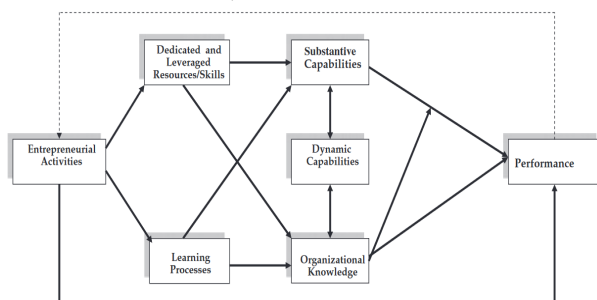 Dedicated and
Leveraged
Resources/Skills
Substantive
Capabilities
Entrepreneurial
Activities
Dynamic
Capabilities
Performance
Learning
Processes
Organizational
Knowledge